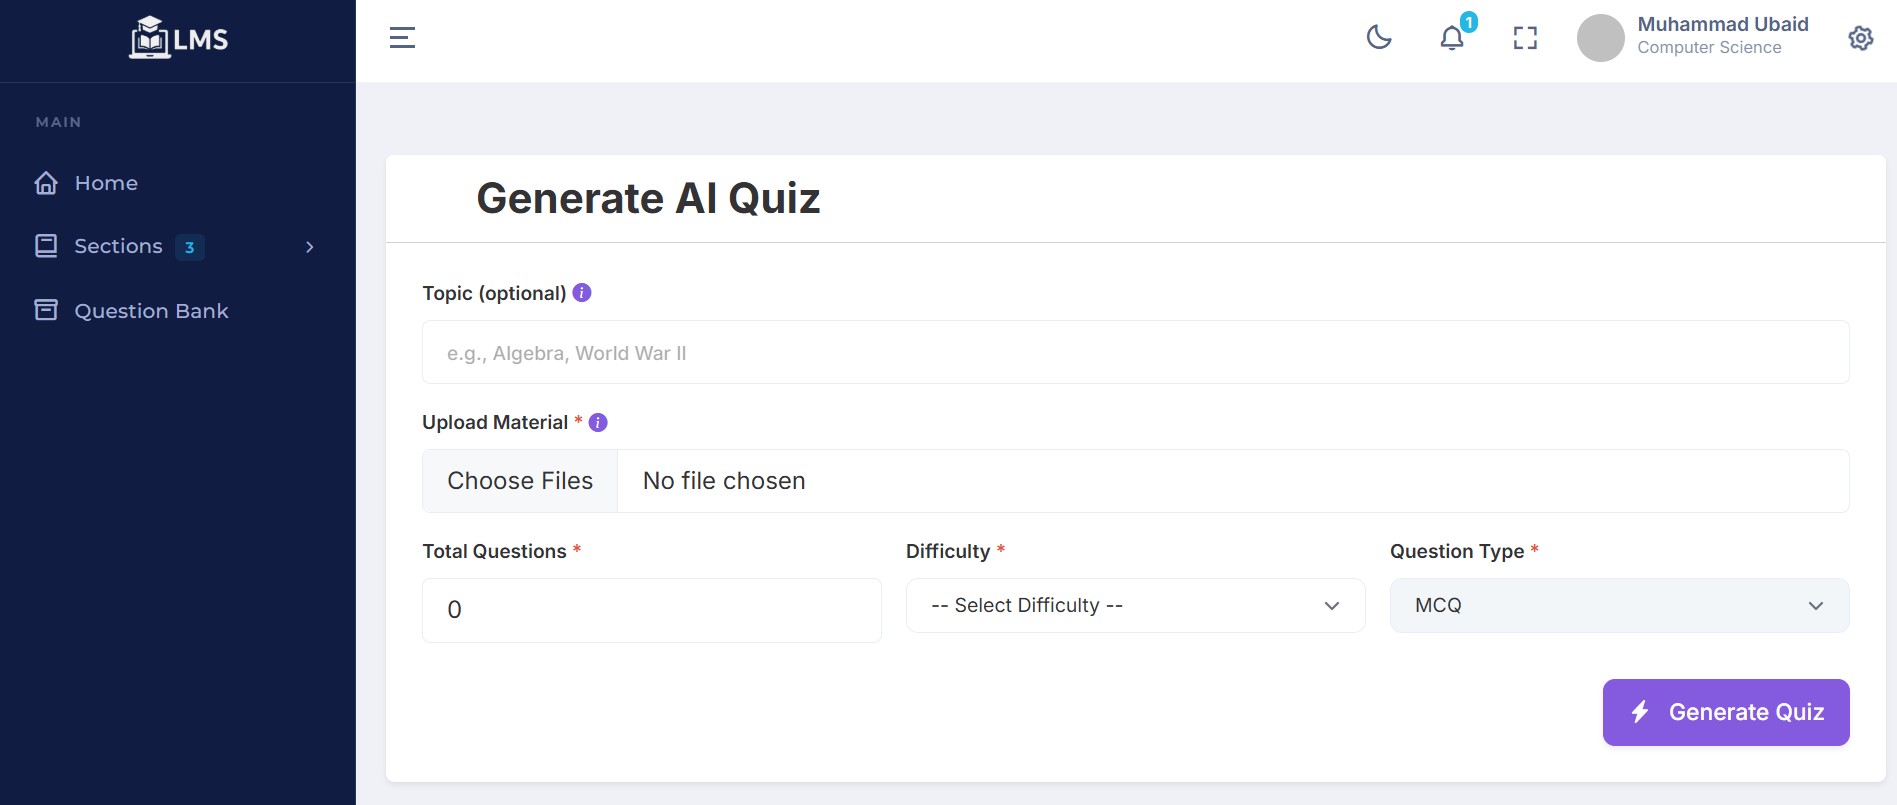 LMS
1
Muhammad Ubaid
Computer Science
MAIN
Home
Sections 3
Question Bank
Generate AI Quiz
Topic (optional) i
e.g., Algebra, World War II
Upload Material * i
Choose Files No file chosen
Total Questions * Difficulty * Question Type *
0 -- Select Difficulty -- MCQ
Generate Quiz